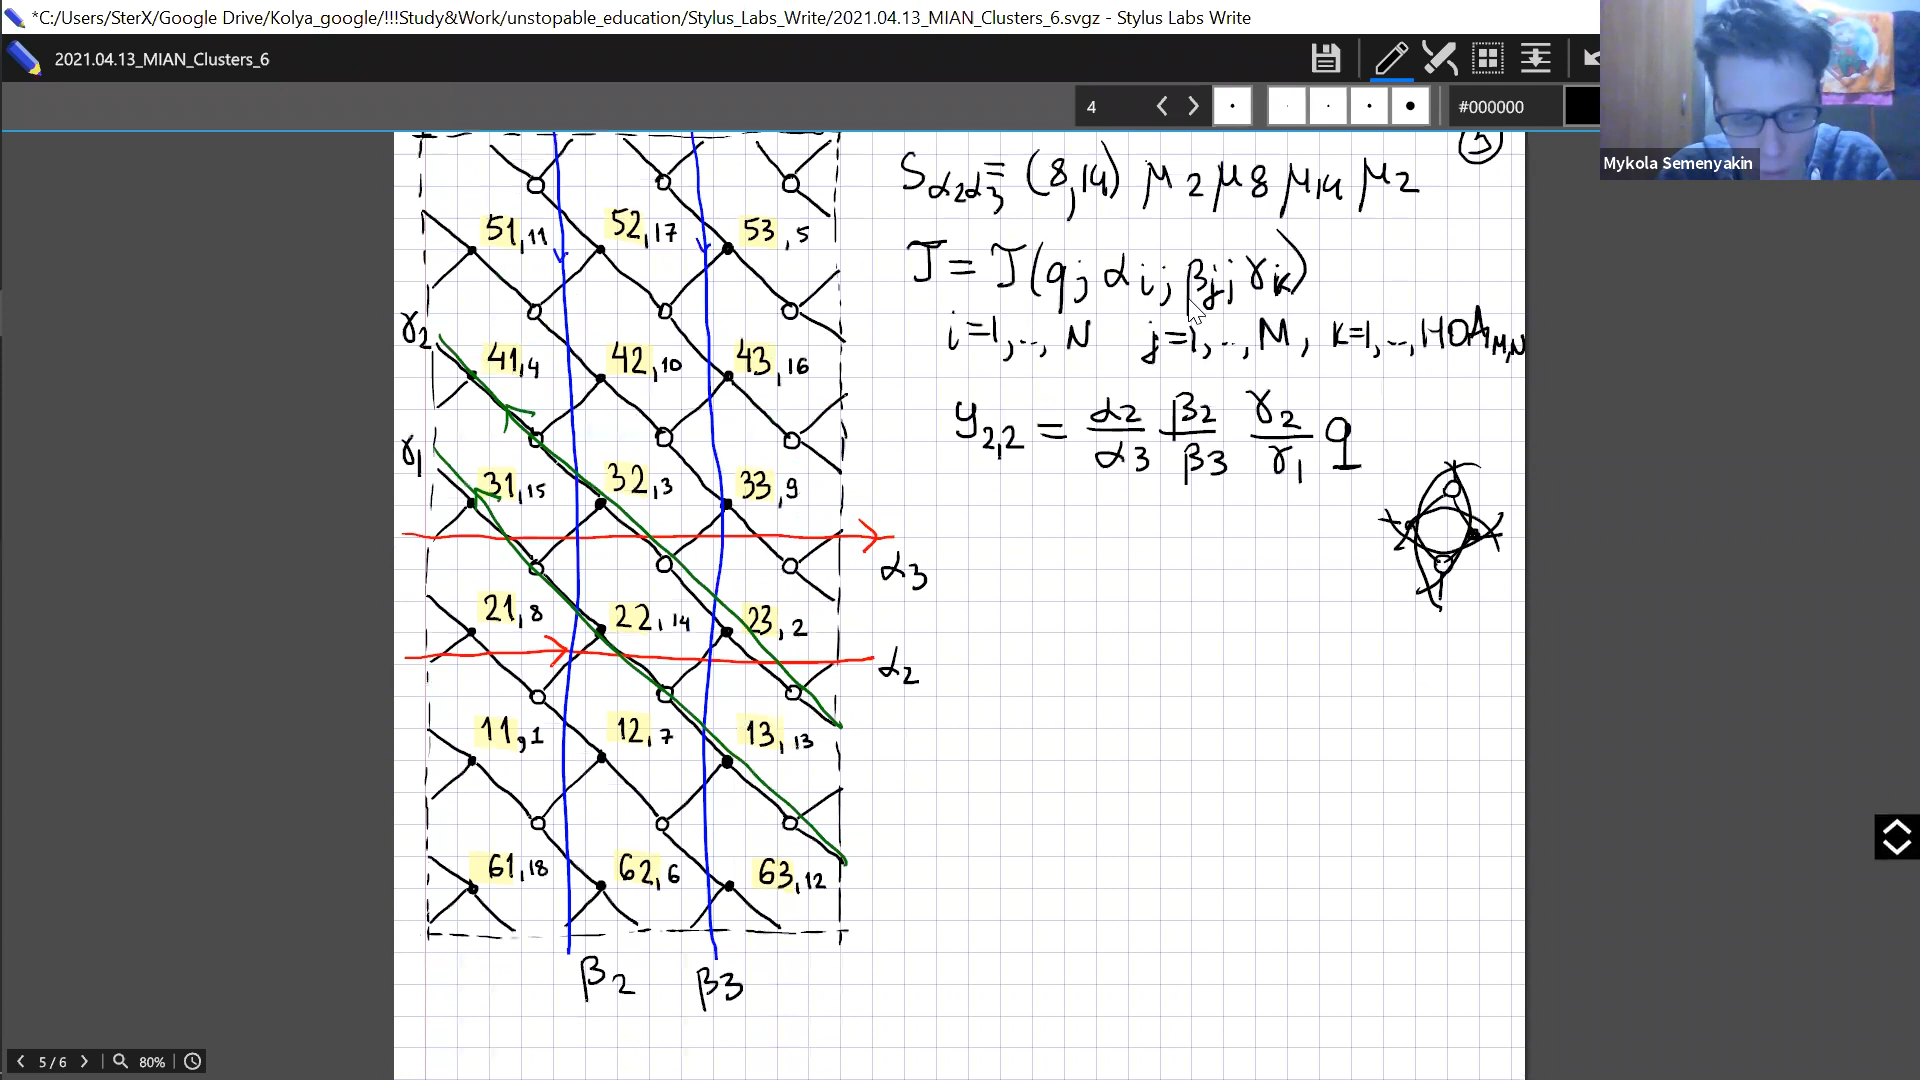 *C:/Users/SterX/Google Drive/Kolya_google/!!!Study&Work/unstopable_education/Stylus_Labs_Write/2021.04.13_MIAN_Clusters_6.svgz - Stylus Labs Write
2021.04.13_MIAN_Clusters_6
4
#000000
Mykola Semenyakin
S_{α2α3} = (8,14) μ2 μ8 μ14 μ2
51,11 52,17 53,5
J = J(q; αi; βj; γk)
i=1,..,N j=1,..,M, k=1,..,НОД_{M,N}
γ2
41,4 42,10 43,16
y_{2,2} = α2/α3 β2/β3 γ2/γ1 q
γ1
31,15 32,3 33,9
α3
21,8 22,14 23,2
α2
11,1 12,7 13,13
61,18 62,6 63,12
β2 β3
5/6 80%